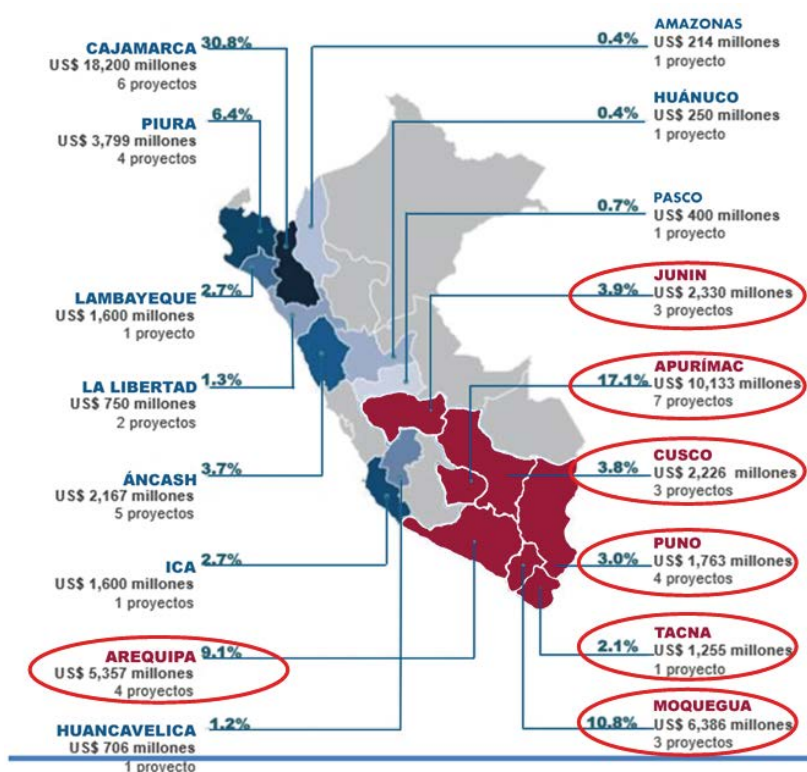 CAJAMARCA 30.8%
US$ 18,200 millones
6 proyectos
PIURA 6.4%
US$ 3,799 millones
4 proyectos
LAMBAYEQUE 2.7%
US$ 1,600 millones
1 proyecto
LA LIBERTAD 1.3%
US$ 750 millones
2 proyectos
ÁNCASH 3.7%
US$ 2,167 millones
5 proyectos
ICA 2.7%
US$ 1,600 millones
1 proyectos
AREQUIPA 9.1%
US$ 5,357 millones
4 proyectos
HUANCAVELICA 1.2%
US$ 706 millones
1 proyecto
AMAZONAS
0.4% US$ 214 millones
1 proyecto
HUÁNUCO
0.4% US$ 250 millones
1 proyecto
PASCO
0.7% US$ 400 millones
1 proyecto
JUNIN
3.9% US$ 2,330 millones
3 proyectos
APURÍMAC
17.1% US$ 10,133 millones
7 proyectos
CUSCO
3.8% US$ 2,226 millones
3 proyectos
PUNO
3.0% US$ 1,763 millones
4 proyectos
TACNA
2.1% US$ 1,255 millones
1 proyecto
MOQUEGUA
10.8% US$ 6,386 millones
3 proyectos